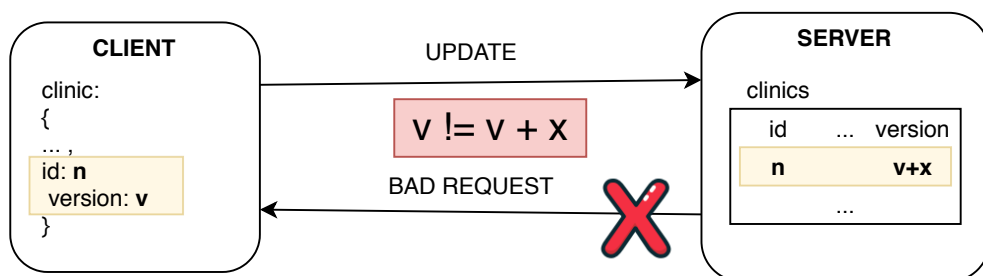 CLIENT
clinic:
{
... ,
id: n
version: v
}
UPDATE
v != v + x
BAD REQUEST
SERVER
clinics
id ... version
n v+x
...